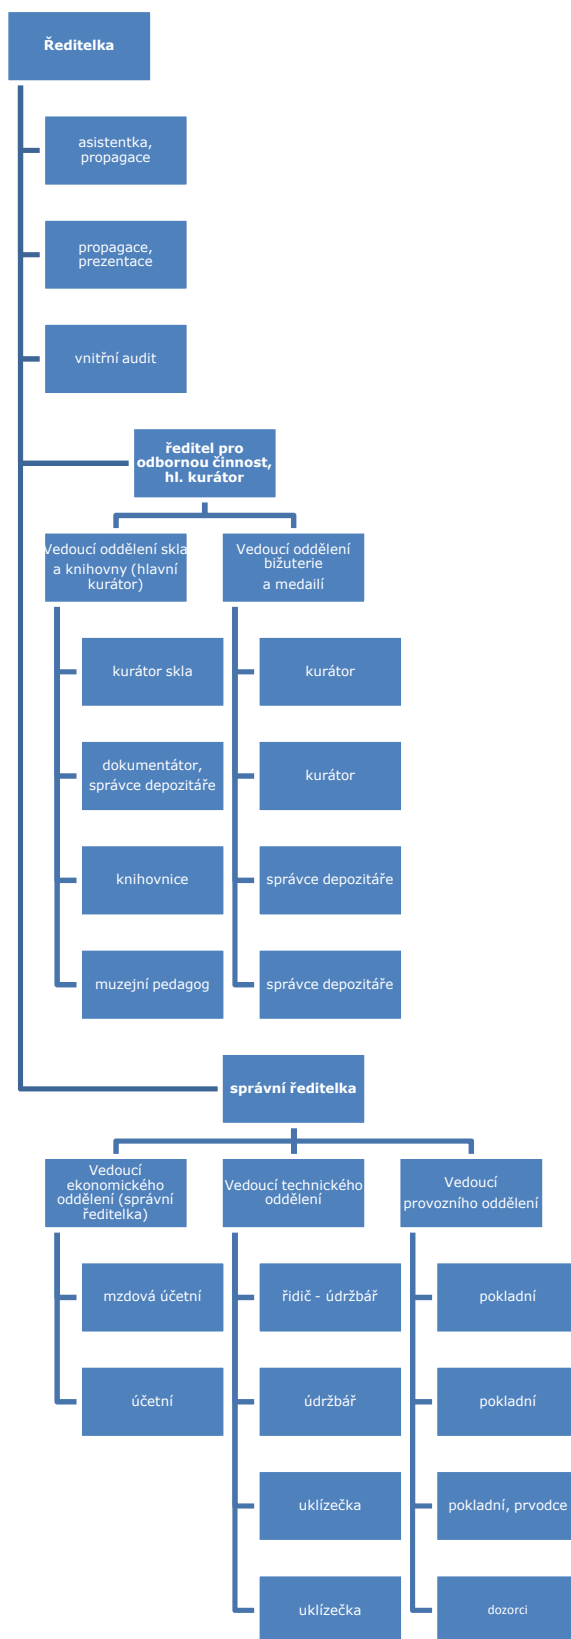 Ředitelka
asistentka,
propagace
propagace,
prezentace
vnitřní audit
ředitel pro
odbornou činnost,
hl. kurátor
Vedoucí oddělení skla
a knihovny (hlavní
kurátor)
Vedoucí oddělení
bižuterie
a medailí
kurátor skla
kurátor
dokumentátor,
správce depozitáře
kurátor
knihovnice
správce depozitáře
muzejní pedagog
správce depozitáře
správní ředitelka
Vedoucí
ekonomického
oddělení (správní
ředitelka)
Vedoucí technického
oddělení
Vedoucí
provozního oddělení
mzdová účetní
řidič - údržbář
pokladní
účetní
údržbář
pokladní
uklízečka
pokladní, prvodce
uklízečka
dozorci